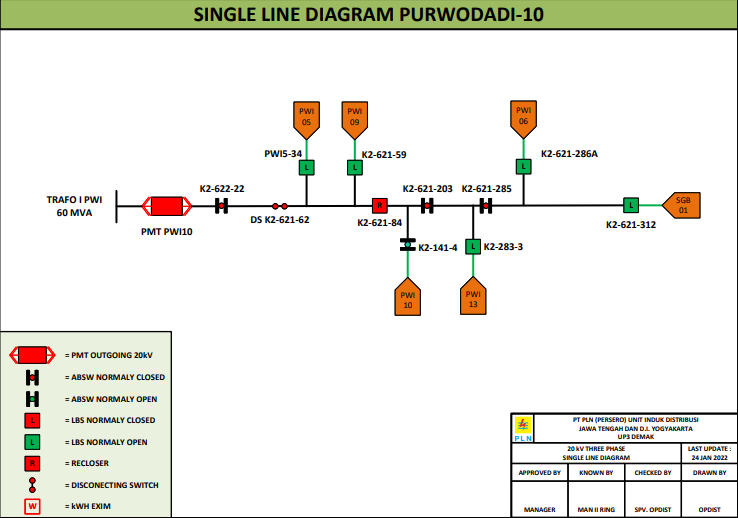 SINGLE LINE DIAGRAM PURWODADI-10
PWI
05
PWI
09
PWI
06
PWI5-34
L
L
K2-621-59
L
K2-621-286A
TRAFO I PWI
60 MVA
K2-622-22
K2-621-203
K2-621-285
PMT PWI10
DS K2-621-62
R
K2-621-84
L
K2-621-312
SGB
01
K2-141-4
L
K2-283-3
PWI
10
PWI
13
= PMT OUTGOING 20kV
= ABSW NORMALY CLOSED
= ABSW NORMALY OPEN
L
= LBS NORMALY CLOSED
L
= LBS NORMALY OPEN
R
= RECLOSER
= DISCONECTING SWITCH
W
= kWH EXIM
PLN
PT PLN (PERSERO) UNIT INDUK DISTRIBUSI
JAWA TENGAH DAN D.I. YOGYAKARTA
UP3 DEMAK
20 kV THREE PHASE
SINGLE LINE DIAGRAM
LAST UPDATE :
24 JAN 2022
APPROVED BY
KNOWN BY
CHECKED BY
DRAWN BY
MANAGER
MAN II RING
SPV. OPDIST
OPDIST